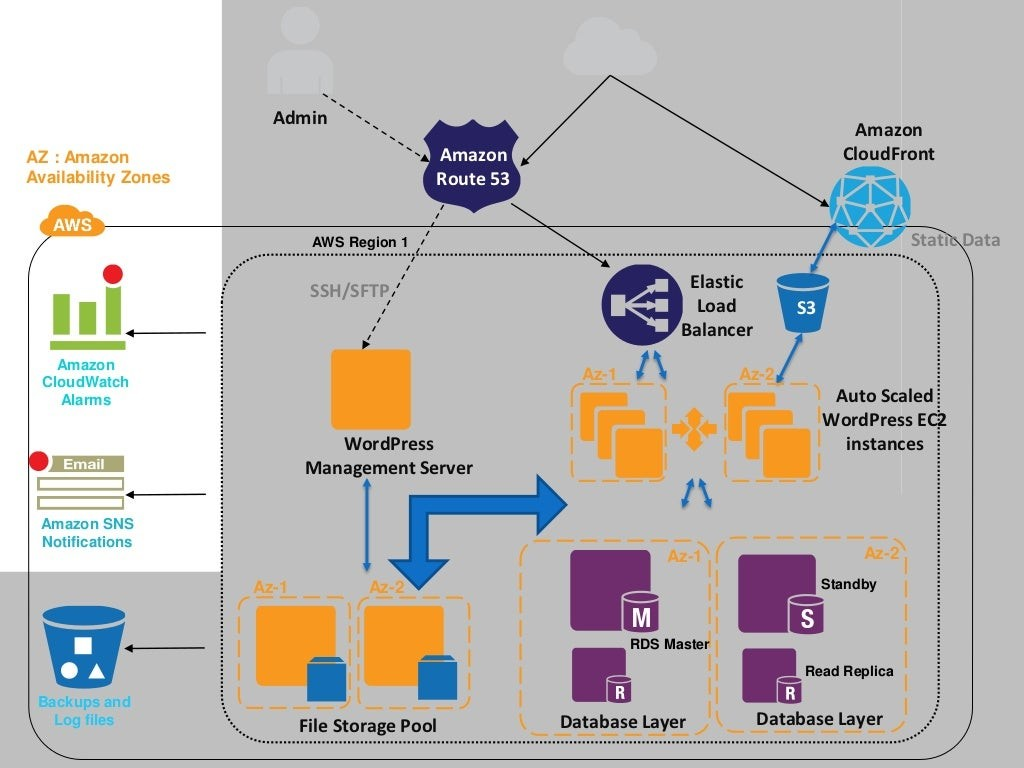 Admin
Amazon
Route 53
Amazon
CloudFront
AZ : Amazon
Availability Zones
AWS
AWS Region 1
Static Data
SSH/SFTP
Elastic
Load
Balancer
S3
Amazon
CloudWatch
Alarms
Az-1
Az-2
Auto Scaled
WordPress EC2
instances
WordPress
Management Server
Email
Amazon SNS
Notifications
Az-1
Az-2
Az-1
Az-2
M
RDS Master
R
Standby
S
Read Replica
R
Backups and
Log files
File Storage Pool
Database Layer
Database Layer